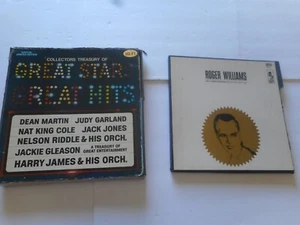 COLLECTORS TREASURY OF
GREAT STARS
GREAT HITS
DEAN MARTIN JUDY GARLAND
NAT KING COLE JACK JONES
NELSON RIDDLE & HIS ORCH.
JACKIE GLEASON A TREASURY OF
GREAT ENTERTAINMENT
HARRY JAMES & HIS ORCH.
ROGER WILLIAMS